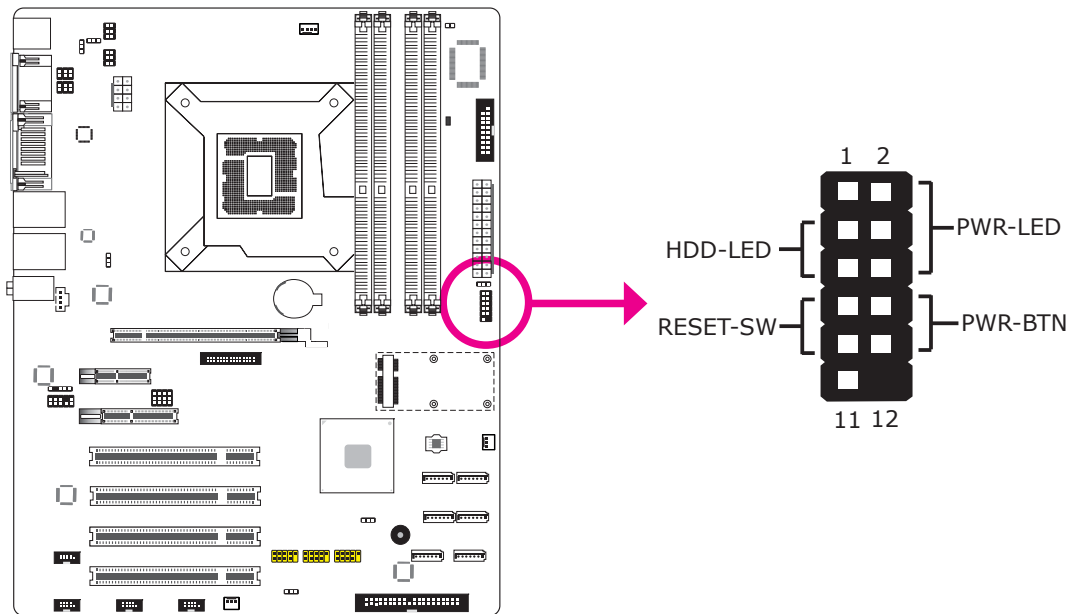 1 2
PWR-LED
HDD-LED
RESET-SW
PWR-BTN
11 12